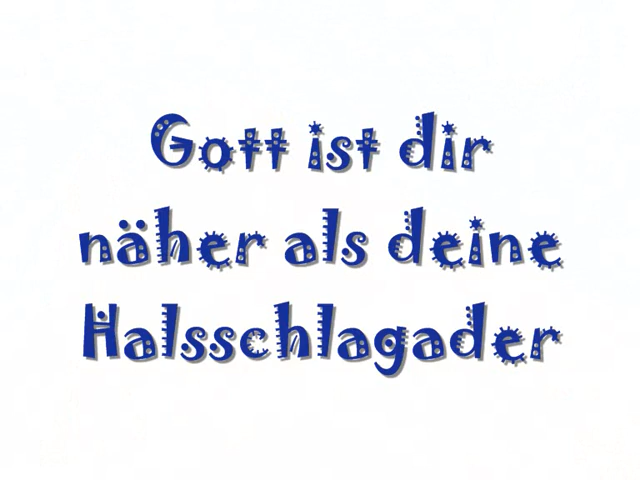 Gott ist dir
näher als deine
Halsschlagader